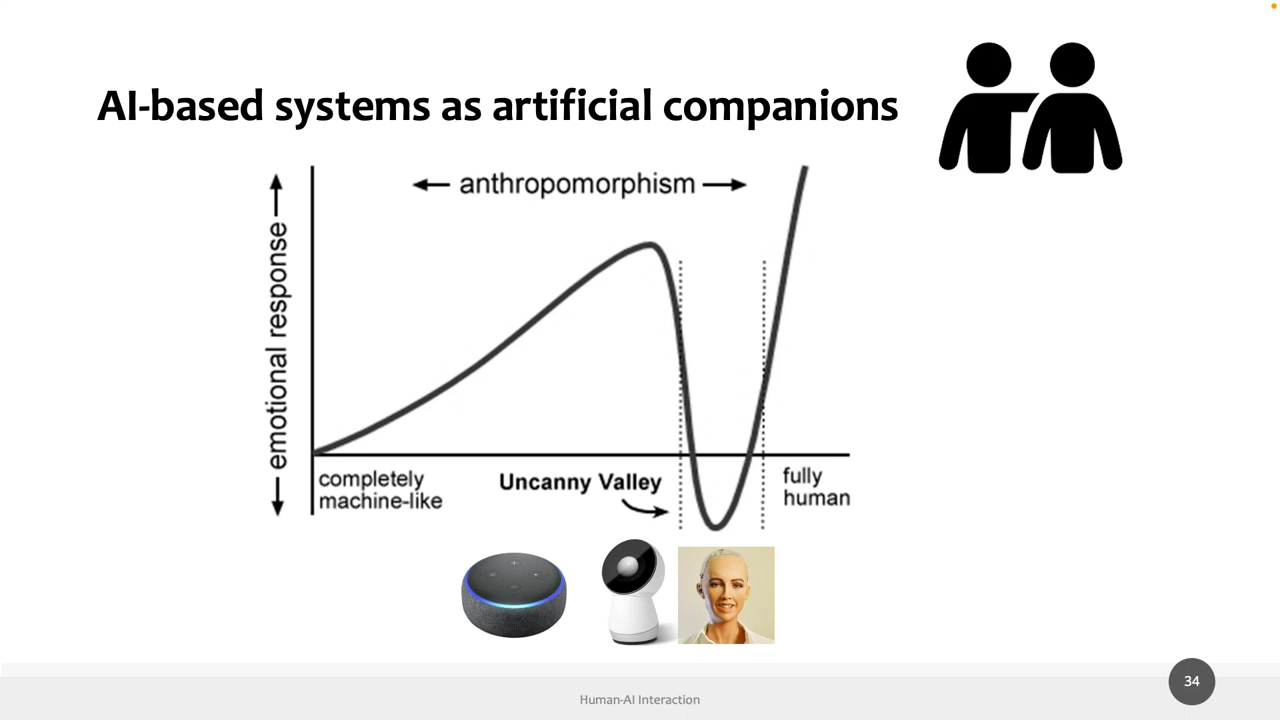 AI-based systems as artificial companions
anthropomorphism
emotional response
completely
machine-like
Uncanny Valley
fully
human
34
Human-AI Interaction